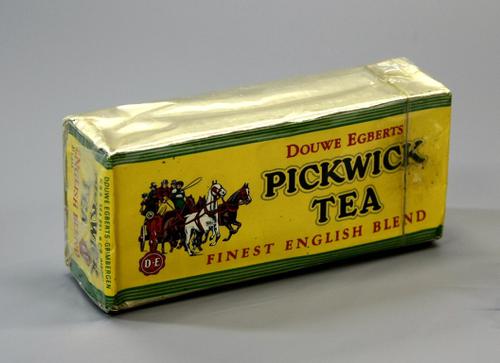 DOUWE EGBERTS
PICKWICK
TEA
FINEST ENGLISH BLEND
D·E
DOUWE EGBERTS-GRIMBERGEN